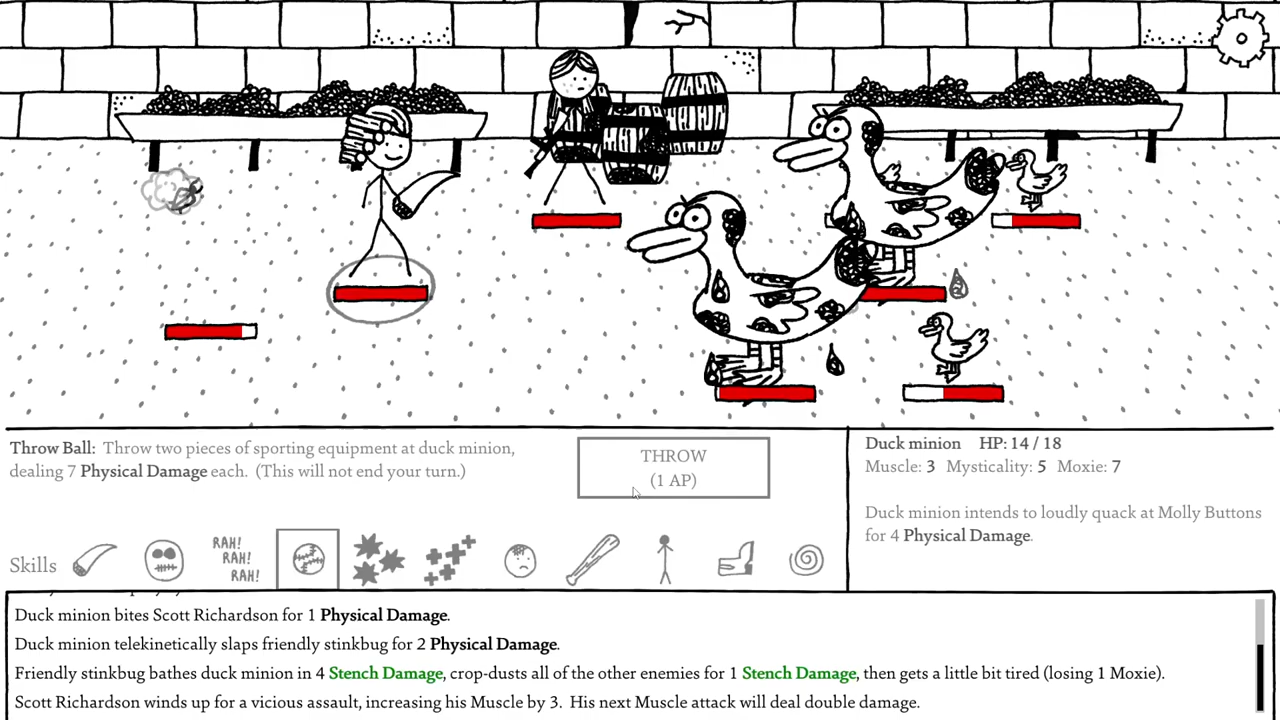 Throw Ball: Throw two pieces of sporting equipment at duck minion,
dealing 7 Physical Damage each. (This will not end your turn.)
THROW
(1 AP)
Duck minion HP: 14 / 18
Muscle: 3 Mysticality: 5 Moxie: 7
Duck minion intends to loudly quack at Molly Buttons
for 4 Physical Damage.
Skills
RAH!
RAH!
RAH!
Duck minion bites Scott Richardson for 1 Physical Damage.
Duck minion telekinetically slaps friendly stinkbug for 2 Physical Damage.
Friendly stinkbug bathes duck minion in 4 Stench Damage, crop-dusts all of the other enemies for 1 Stench Damage, then gets a little bit tired (losing 1 Moxie).
Scott Richardson winds up for a vicious assault, increasing his Muscle by 3. His next Muscle attack will deal double damage.